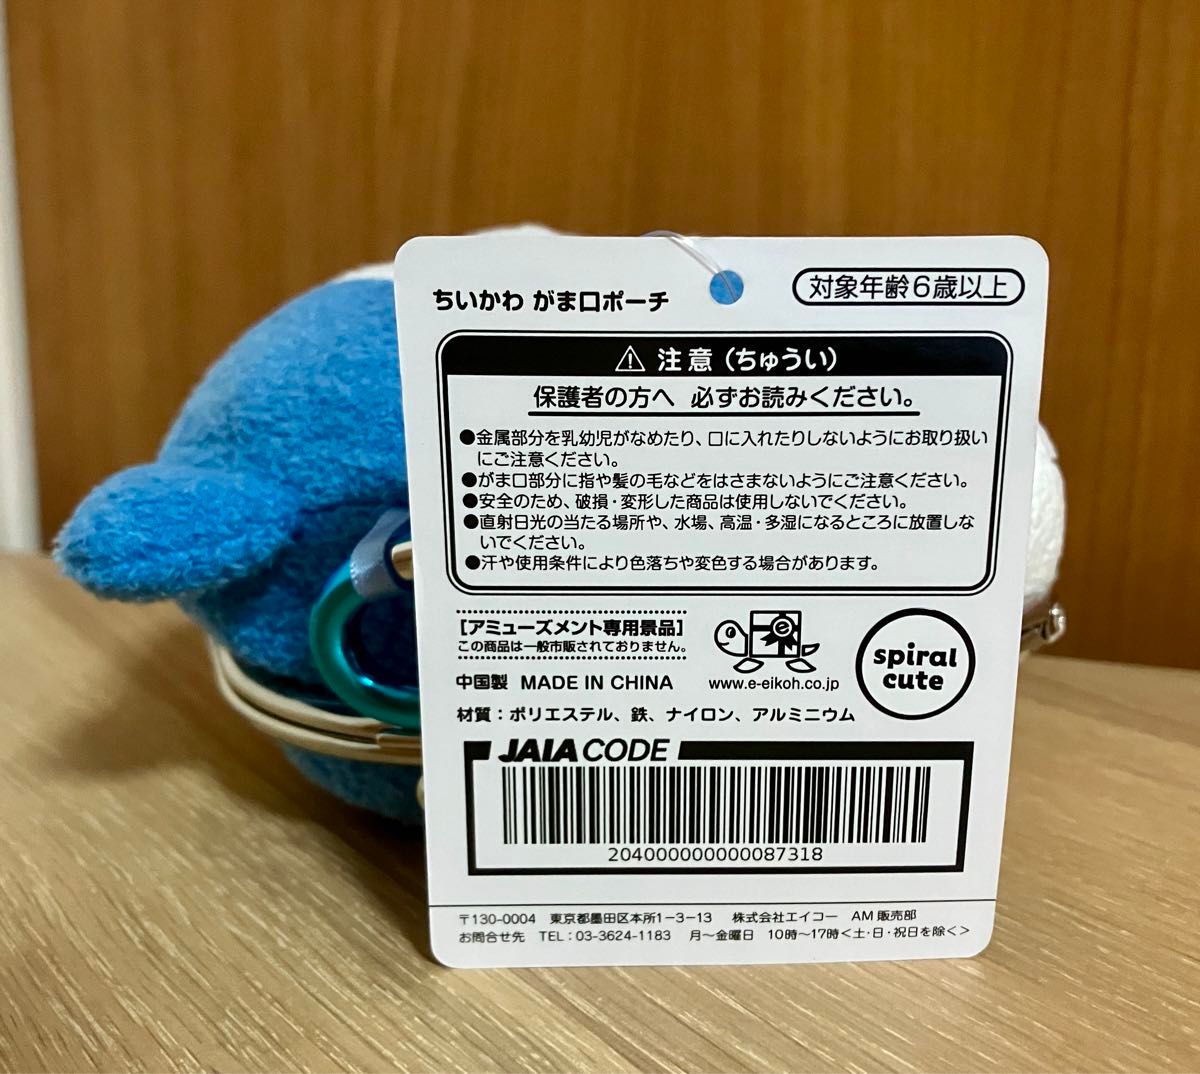 ちいかわ がま口ポーチ
対象年齢6歳以上
⚠ 注意（ちゅうい）
保護者の方へ 必ずお読みください。
●金属部分を乳幼児がなめたり、口に入れたりしないようにお取り扱い
にご注意ください。
●がま口部分に指や髪の毛などをはさまないようにご注意ください。
●安全のため、破損・変形した商品は使用しないでください。
●直射日光の当たる場所や、水場、高温・多湿になるところに放置しな
いでください。
●汗や使用条件により色落ちや変色する場合があります。
[アミューズメント専用景品]
この商品は一般市販されておりません。
e
www.e-eikoh.co.jp
spiral
cute
中国製 MADE IN CHINA
材質：ポリエステル、鉄、ナイロン、アルミニウム
JAIA CODE
204000000000087318
〒130-0004 東京都墨田区本所1-3-13 株式会社エイコー AM販売部
お問合せ先 TEL：03-3624-1183 月〜金曜日 10時〜17時<土・日・祝日を除く>